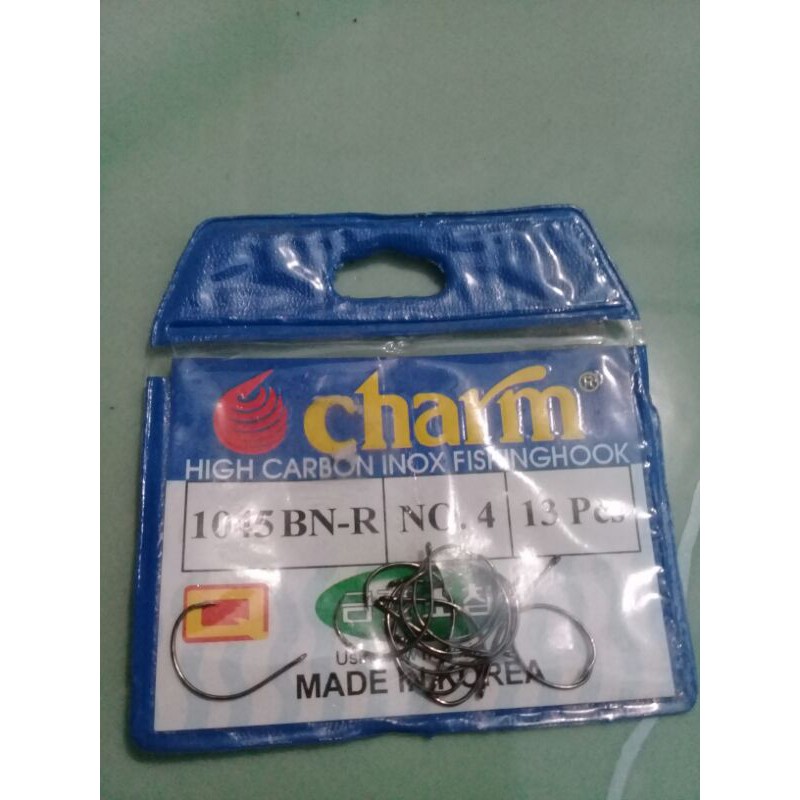 charm®
HIGH CARBON INOX FISHINGHOOK
1045 BN-R NO. 4 13 Pcs
MADE IN KOREA